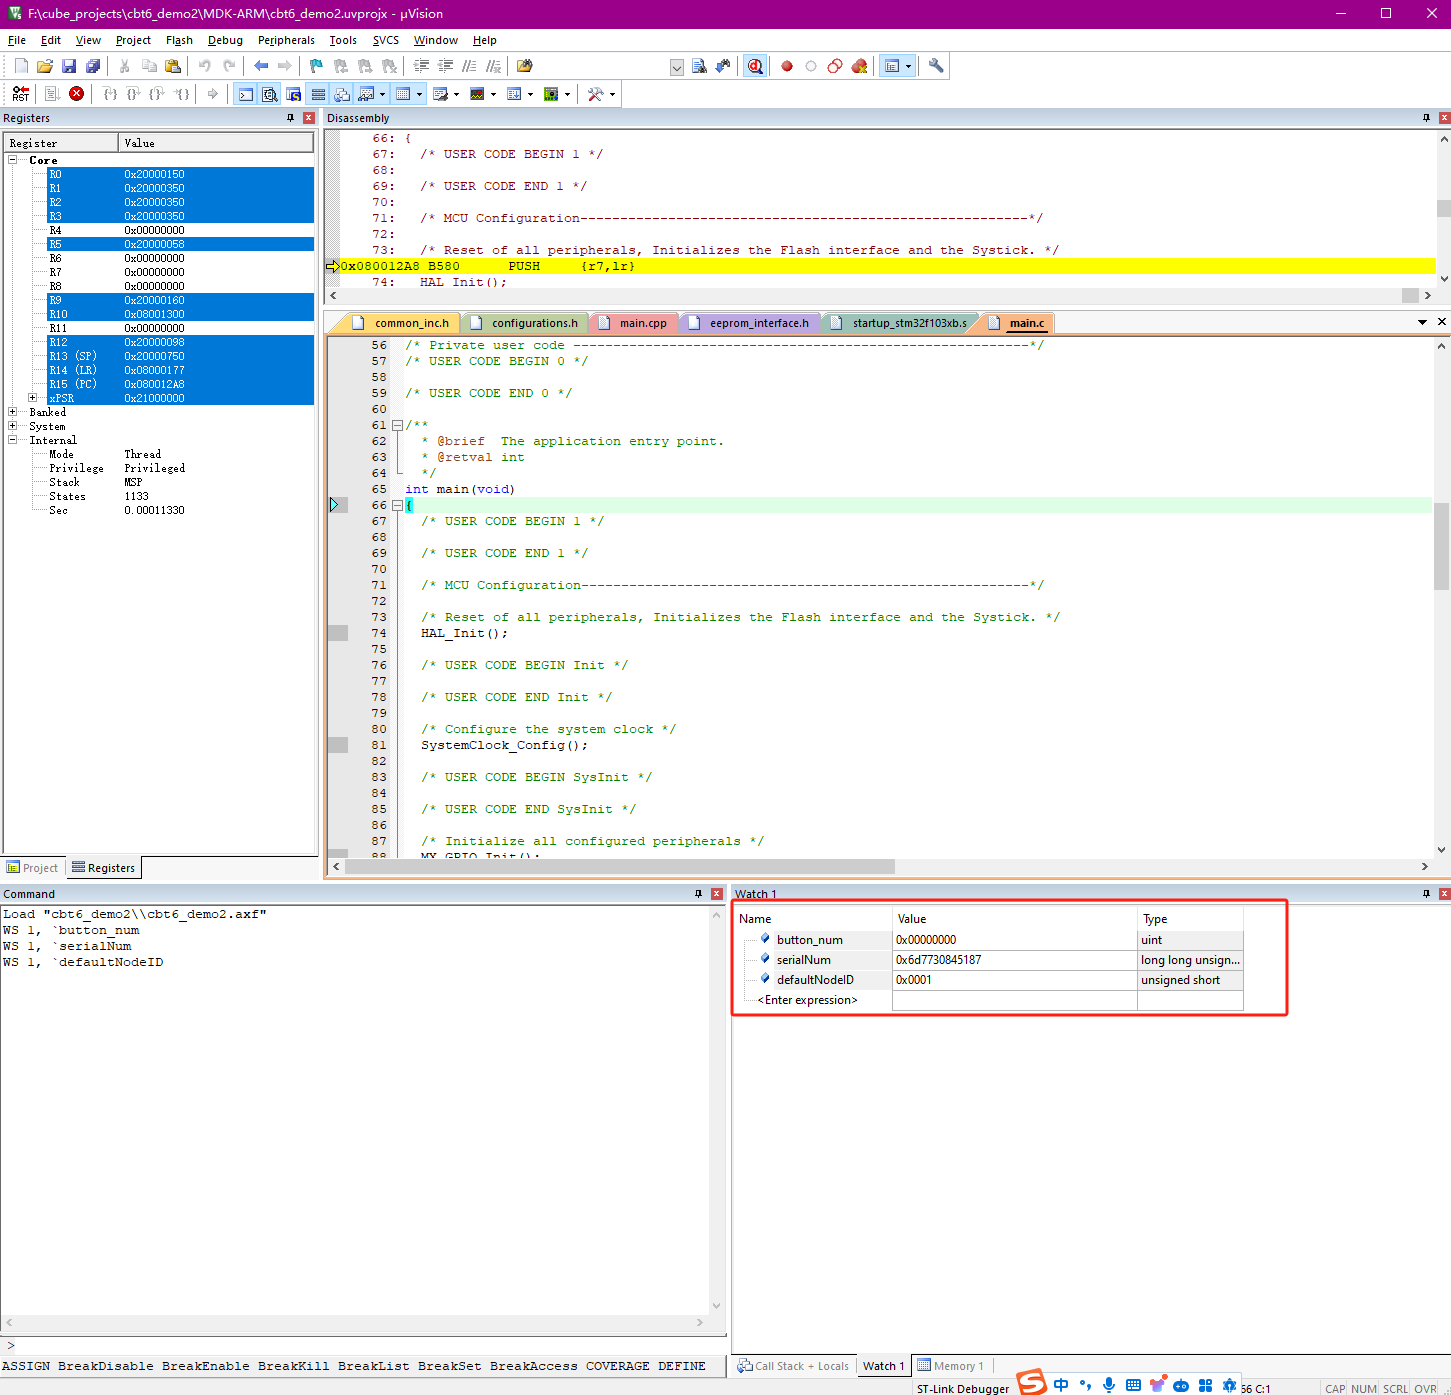 F:\cube_projects\cbt6_demo2\MDK-ARM\cbt6_demo2.uvprojx - µVision
File Edit View Project Flash Debug Peripherals Tools SVCS Window Help
RST
Registers
Register Value
Core
R0 0x20000150
R1 0x20000350
R2 0x20000350
R3 0x20000350
R4 0x00000000
R5 0x20000058
R6 0x00000000
R7 0x00000000
R8 0x00000000
R9 0x20000160
R10 0x08001300
R11 0x00000000
R12 0x20000098
R13 (SP) 0x20000750
R14 (LR) 0x08000177
R15 (PC) 0x080012A8
xPSR 0x21000000
Banked
System
Internal
Mode Thread
Privilege Privileged
Stack MSP
States 1133
Sec 0.00011330
Project Registers
Disassembly
66: {
67: /* USER CODE BEGIN 1 */
68:
69: /* USER CODE END 1 */
70:
71: /* MCU Configuration--------------------------------------------------------*/
72:
73: /* Reset of all peripherals, Initializes the Flash interface and the Systick. */
0x080012A8 B580 PUSH {r7,lr}
74: HAL_Init();
common_inc.h configurations.h main.cpp eeprom_interface.h startup_stm32f103xb.s main.c
56 /* Private user code ---------------------------------------------------------*/
57 /* USER CODE BEGIN 0 */
58
59 /* USER CODE END 0 */
60
61 /**
62 * @brief The application entry point.
63 * @retval int
64 */
65 int main(void)
66 {
67 /* USER CODE BEGIN 1 */
68
69 /* USER CODE END 1 */
70
71 /* MCU Configuration--------------------------------------------------------*/
72
73 /* Reset of all peripherals, Initializes the Flash interface and the Systick. */
74 HAL_Init();
75
76 /* USER CODE BEGIN Init */
77
78 /* USER CODE END Init */
79
80 /* Configure the system clock */
81 SystemClock_Config();
82
83 /* USER CODE BEGIN SysInit */
84
85 /* USER CODE END SysInit */
86
87 /* Initialize all configured peripherals */
88 MX_GPIO_Init();
Command
Load "cbt6_demo2\\cbt6_demo2.axf"
WS 1, `button_num
WS 1, `serialNum
WS 1, `defaultNodeID
>
ASSIGN BreakDisable BreakEnable BreakKill BreakList BreakSet BreakAccess COVERAGE DEFINE
Watch 1
Name Value Type
button_num 0x00000000 uint
serialNum 0x6d7730845187 long long unsign...
defaultNodeID 0x0001 unsigned short
<Enter expression>
Call Stack + Locals Watch 1 Memory 1
ST-Link Debugger S 中 66 C:1 CAP NUM SCRL OVR